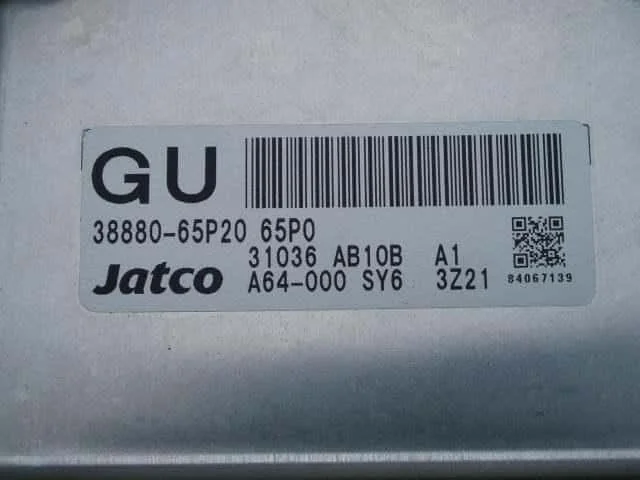 GU
38880-65P20 65P0
31036 AB10B A1
Jatco A64-000 SY6 3Z21
84067139